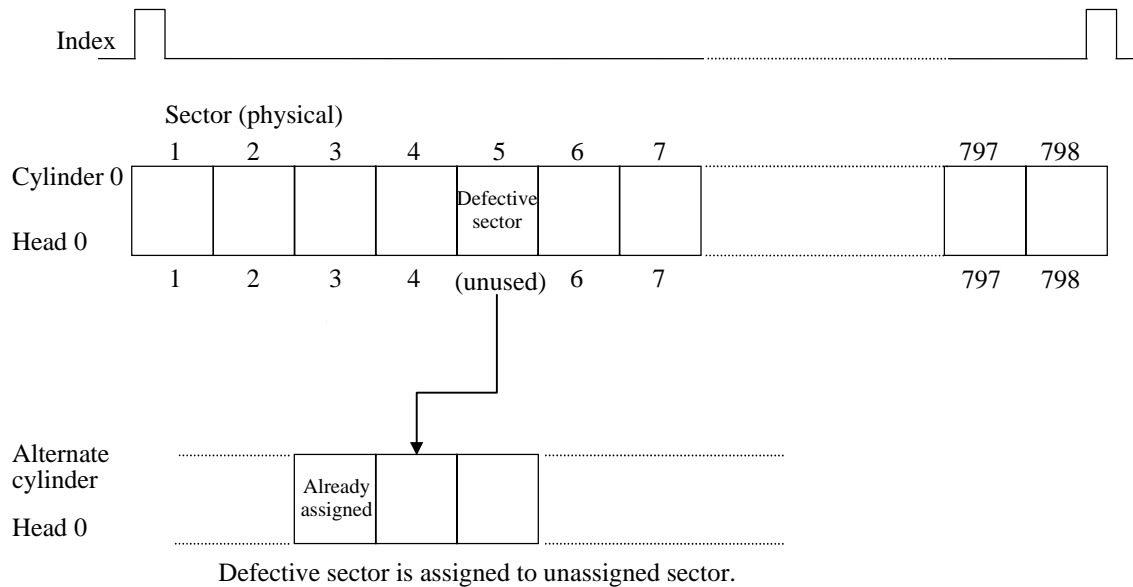 Index
Sector (physical)
1 2 3 4 5 6 7 797 798
Cylinder 0
Defective
sector
Head 0
1 2 3 4 (unused) 6 7 797 798
Alternate
cylinder
Already
assigned
Head 0
Defective sector is assigned to unassigned sector.